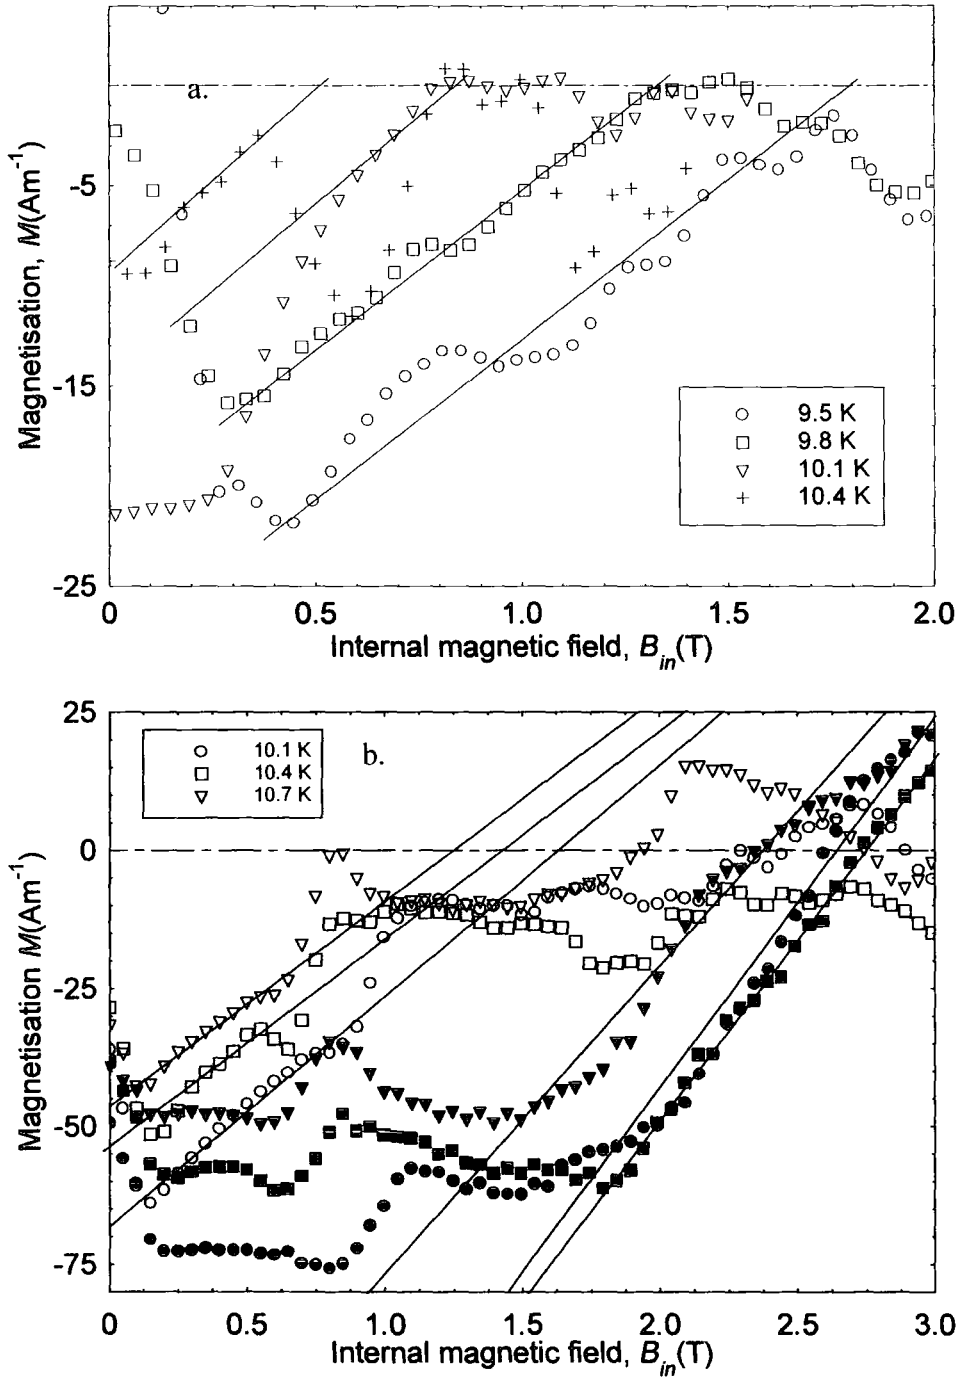 a.
Magnetisation, M(Am⁻¹)
-5
-15
-25
9.5 K
9.8 K
10.1 K
10.4 K
0 0.5 1.0 1.5 2.0
Internal magnetic field, B_in(T)
25
0
-25
-50
-75
Magnetisation M(Am⁻¹)
10.1 K
10.4 K
10.7 K
b.
0 0.5 1.0 1.5 2.0 2.5 3.0
Internal magnetic field, B_in(T)